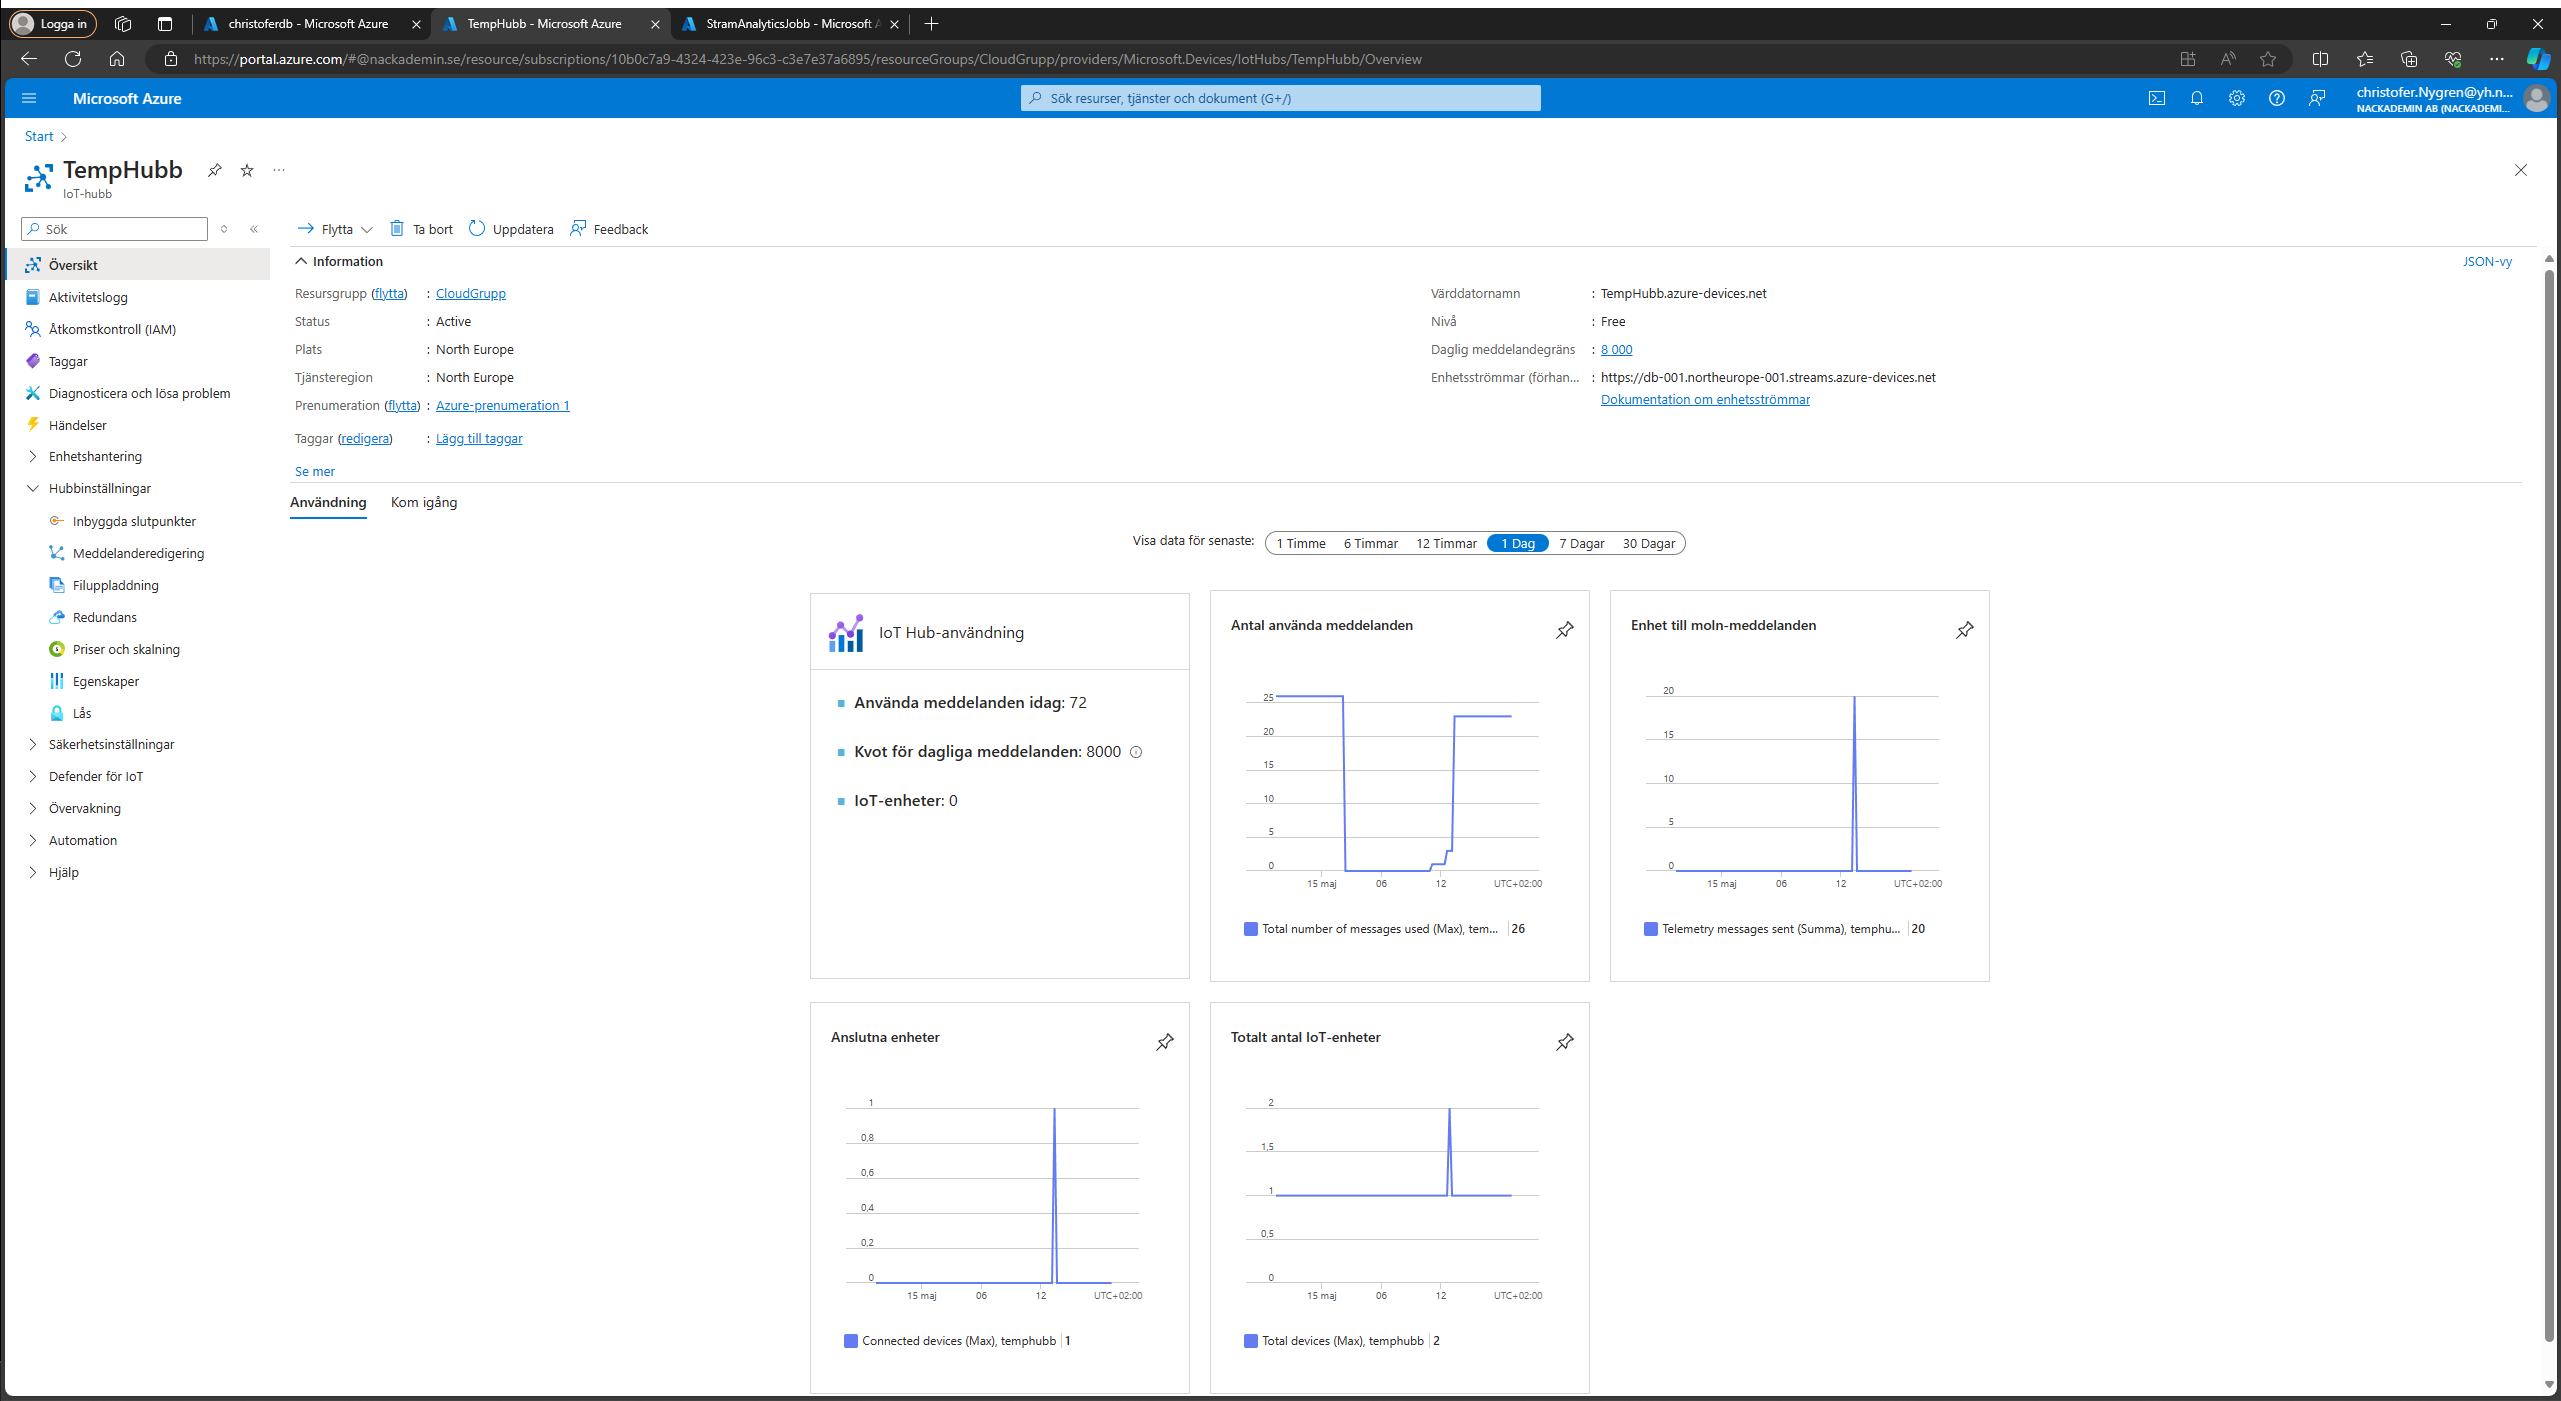 Logga in
christoferdb - Microsoft Azure
TempHubb - Microsoft Azure
StramAnalyticsJobb - Microsoft A
https://portal.azure.com/#@nackademin.se/resource/subscriptions/10b0c7a9-4324-423e-96c3-c3e7e37a6895/resourceGroups/CloudGrupp/providers/Microsoft.Devices/IotHubs/TempHubb/Overview
Microsoft Azure
Sök resurser, tjänster och dokument (G+/)
christofer.Nygren@yh.n...
NACKADEMIN AB (NACKADEMI...
Start
TempHubb
IoT-hubb
Sök
Flytta
Ta bort
Uppdatera
Feedback
Översikt
Aktivitetslogg
Åtkomstkontroll (IAM)
Taggar
Diagnosticera och lösa problem
Händelser
Enhetshantering
Hubbinställningar
Inbyggda slutpunkter
Meddelanderedigering
Filuppladdning
Redundans
Priser och skalning
Egenskaper
Lås
Säkerhetsinställningar
Defender för IoT
Övervakning
Automation
Hjälp
Information
JSON-vy
Resursgrupp (flytta) : CloudGrupp
Status : Active
Plats : North Europe
Tjänsteregion : North Europe
Prenumeration (flytta) : Azure-prenumeration 1
Taggar (redigera) : Lägg till taggar
Se mer
Värddatornamn : TempHubb.azure-devices.net
Nivå : Free
Daglig meddelandegräns : 8 000
Enhetsströmmar (förhan... : https://db-001.northeurope-001.streams.azure-devices.net
Dokumentation om enhetsströmmar
Användning
Kom igång
Visa data för senaste:
1 Timme
6 Timmar
12 Timmar
1 Dag
7 Dagar
30 Dagar
IoT Hub-användning
Använda meddelanden idag: 72
Kvot för dagliga meddelanden: 8000
IoT-enheter: 0
Antal använda meddelanden
25
20
15
10
5
0
15 maj
06
12
UTC+02:00
Total number of messages used (Max), tem... 26
Enhet till moln-meddelanden
20
15
10
5
0
15 maj
06
12
UTC+02:00
Telemetry messages sent (Summa), temphu... 20
Anslutna enheter
1
0,8
0,6
0,4
0,2
0
15 maj
06
12
UTC+02:00
Connected devices (Max), temphubb 1
Totalt antal IoT-enheter
2
1,5
1
0,5
0
15 maj
06
12
UTC+02:00
Total devices (Max), temphubb 2